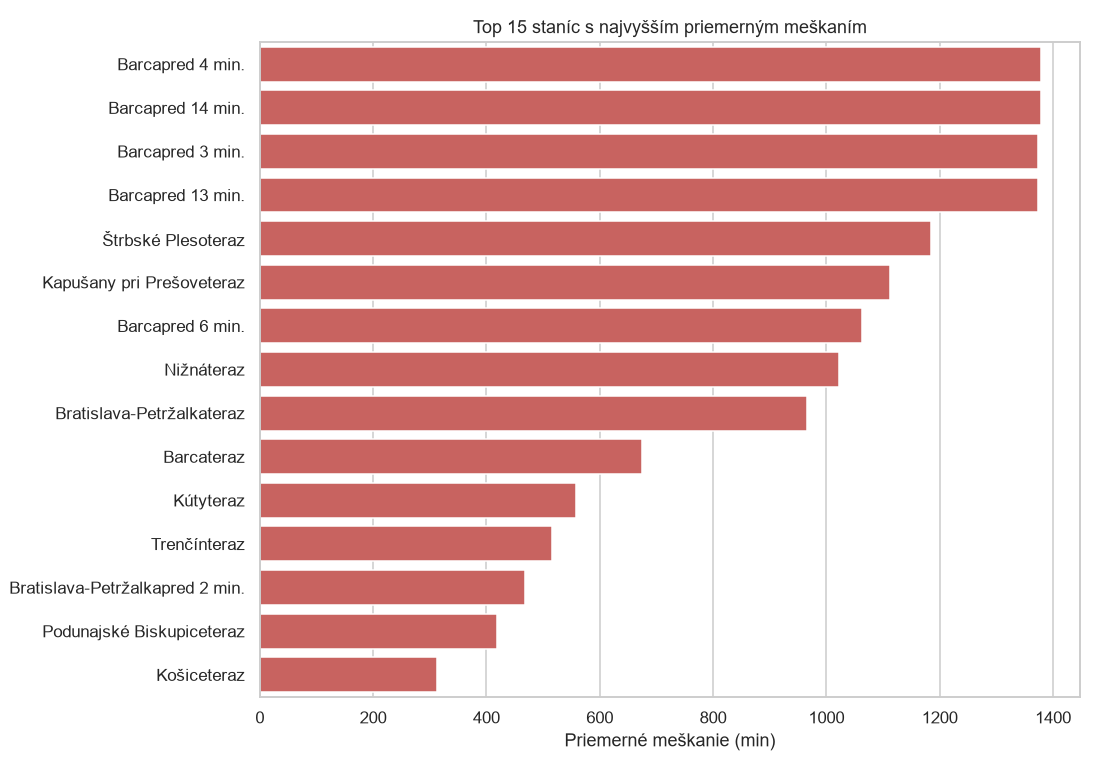 Top 15 staníc s najvyšším priemerným meškaním
Barcapred 4 min.
Barcapred 14 min.
Barcapred 3 min.
Barcapred 13 min.
Štrbské Plesoteraz
Kapušany pri Prešoveteraz
Barcapred 6 min.
Nižnáteraz
Bratislava-Petržalkateraz
Barcateraz
Kútyteraz
Trenčínteraz
Bratislava-Petržalkapred 2 min.
Podunajské Biskupiceteraz
Košiceteraz
0 200 400 600 800 1000 1200 1400
Priemerné meškanie (min)